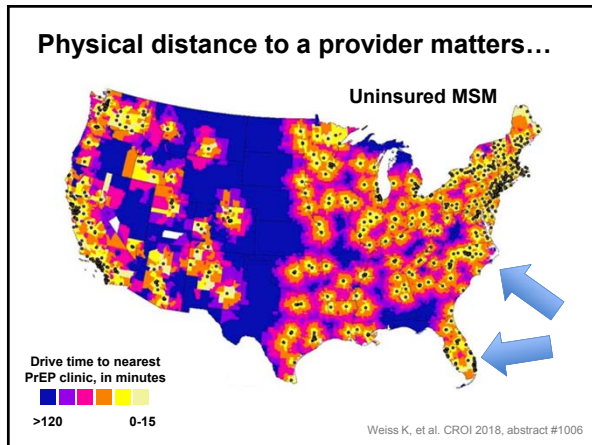 Physical distance to a provider matters…
Uninsured MSM
Drive time to nearest
PrEP clinic, in minutes
>120 0-15
Weiss K, et al. CROI 2018, abstract #1006